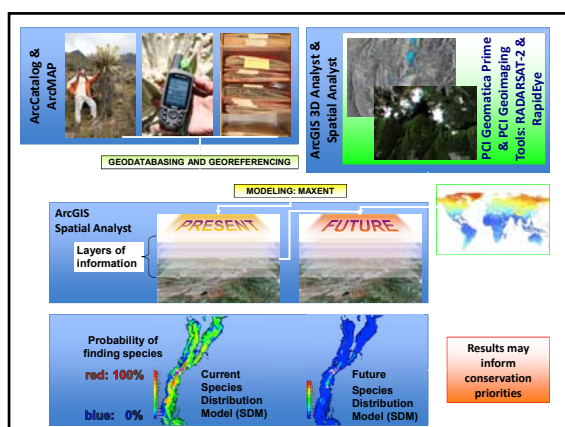 ArcCatalog &
ArcMAP
ArcGIS 3D Analyst &
Spatial Analyst
PCI Geomatica Prime
& PCI Geoimaging
Tools: RADARSAT-2 &
RapidEye
GEODATABASING AND GEOREFERENCING
MODELING: MAXENT
ArcGIS
Spatial Analyst
PRESENT
FUTURE
Layers of
information
Probability of
finding species
red: 100%
blue: 0%
Current
Species
Distribution
Model (SDM)
Future
Species
Distribution
Model (SDM)
Results may
inform
conservation
priorities